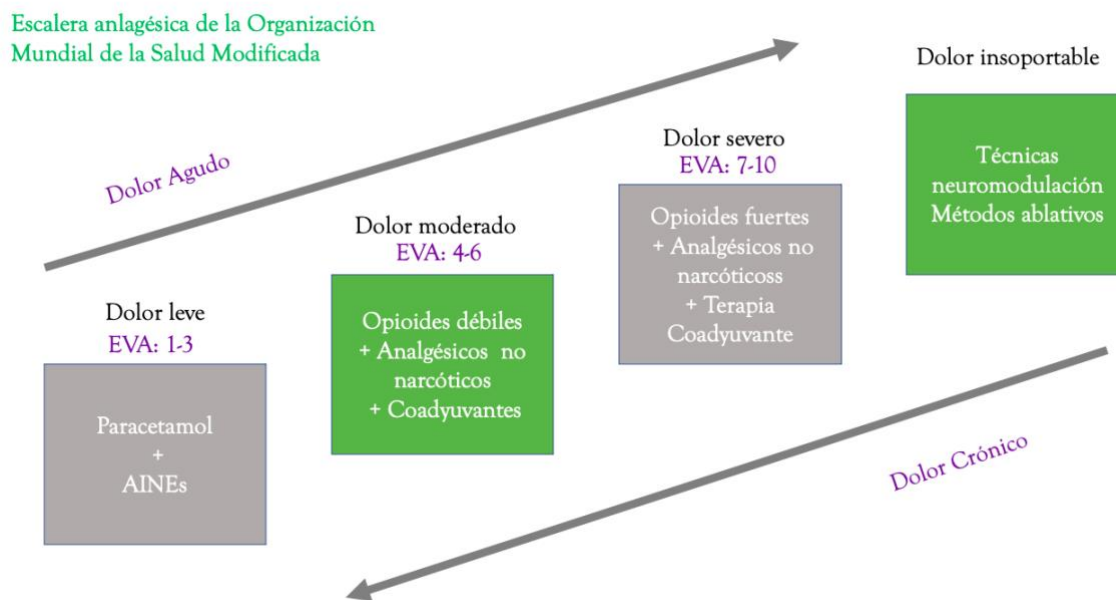 Escalera anlagésica de la Organización
Mundial de la Salud Modificada
Dolor Agudo
Dolor leve
EVA: 1-3
Paracetamol
+
AINEs
Dolor moderado
EVA: 4-6
Opioides débiles
+ Analgésicos no
narcóticos
+ Coadyuvantes
Dolor severo
EVA: 7-10
Opioides fuertes
+ Analgésicos no
narcóticoss
+ Terapia
Coadyuvante
Dolor insoportable
Técnicas
neuromodulación
Métodos ablativos
Dolor Crónico